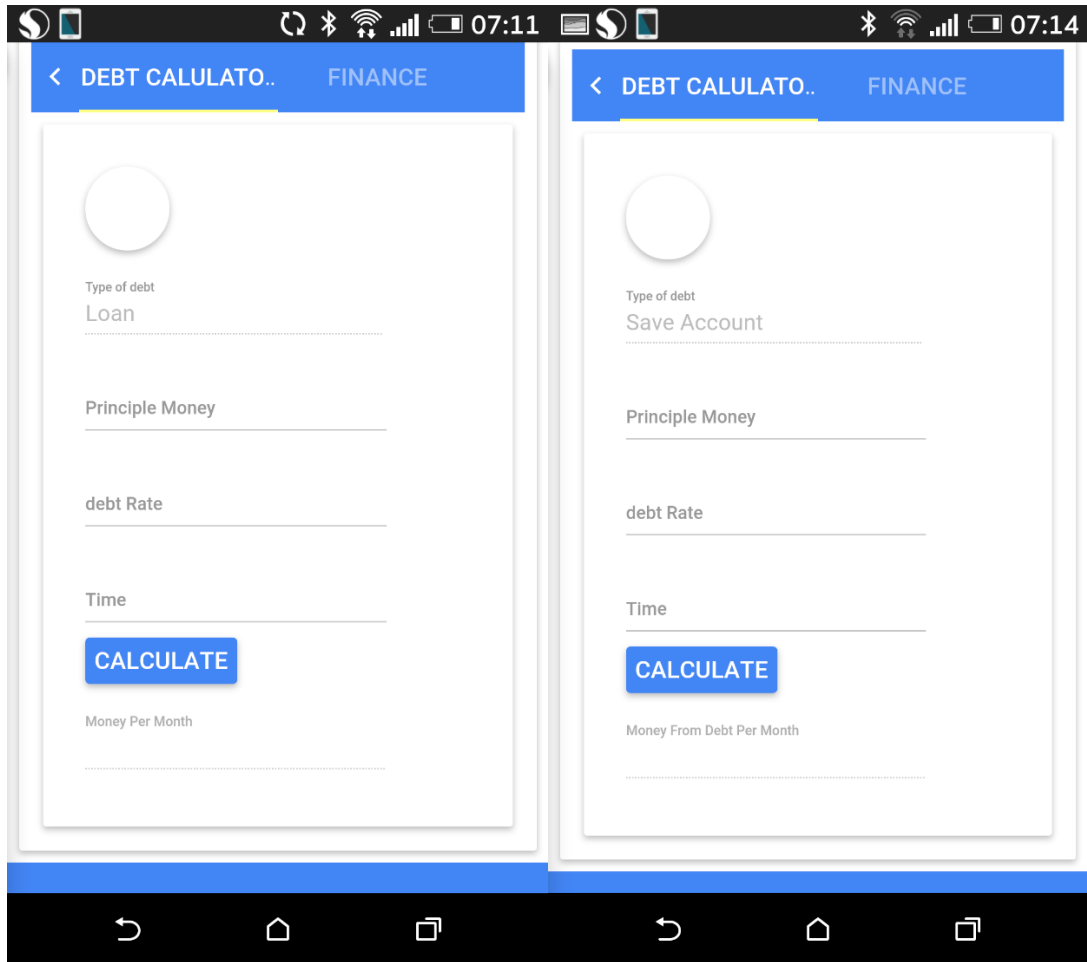 07:11
DEBT CALULATO..
FINANCE
Type of debt
Loan
Principle Money
debt Rate
Time
CALCULATE
Money Per Month
07:14
DEBT CALULATO..
FINANCE
Type of debt
Save Account
Principle Money
debt Rate
Time
CALCULATE
Money From Debt Per Month